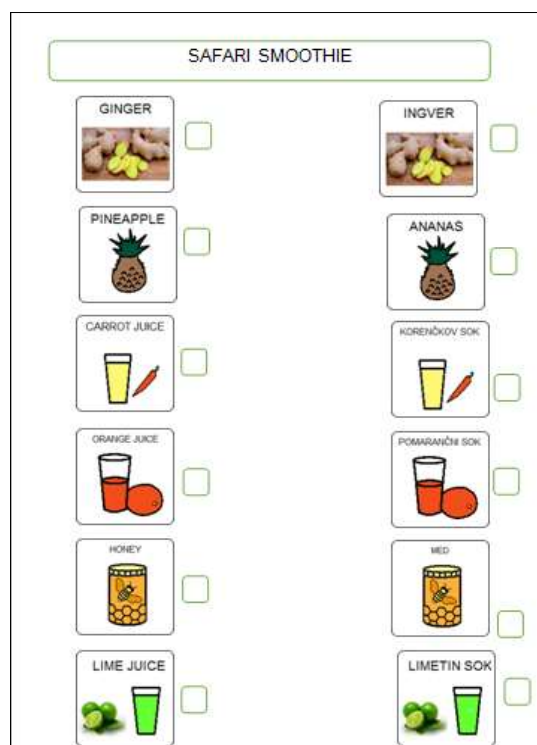 SAFARI SMOOTHIE
GINGER
INGVER
PINEAPPLE
ANANAS
CARROT JUICE
KORENČKOV SOK
ORANGE JUICE
POMARANČNI SOK
HONEY
MED
LIME JUICE
LIMETIN SOK